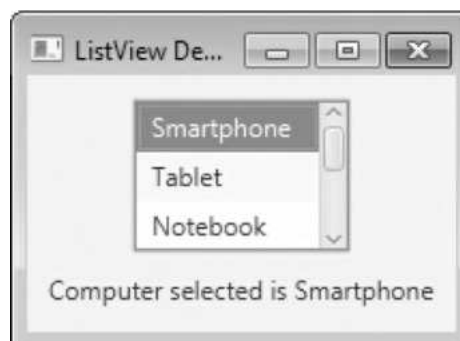 ListView De...
Smartphone
Tablet
Notebook
Computer selected is Smartphone